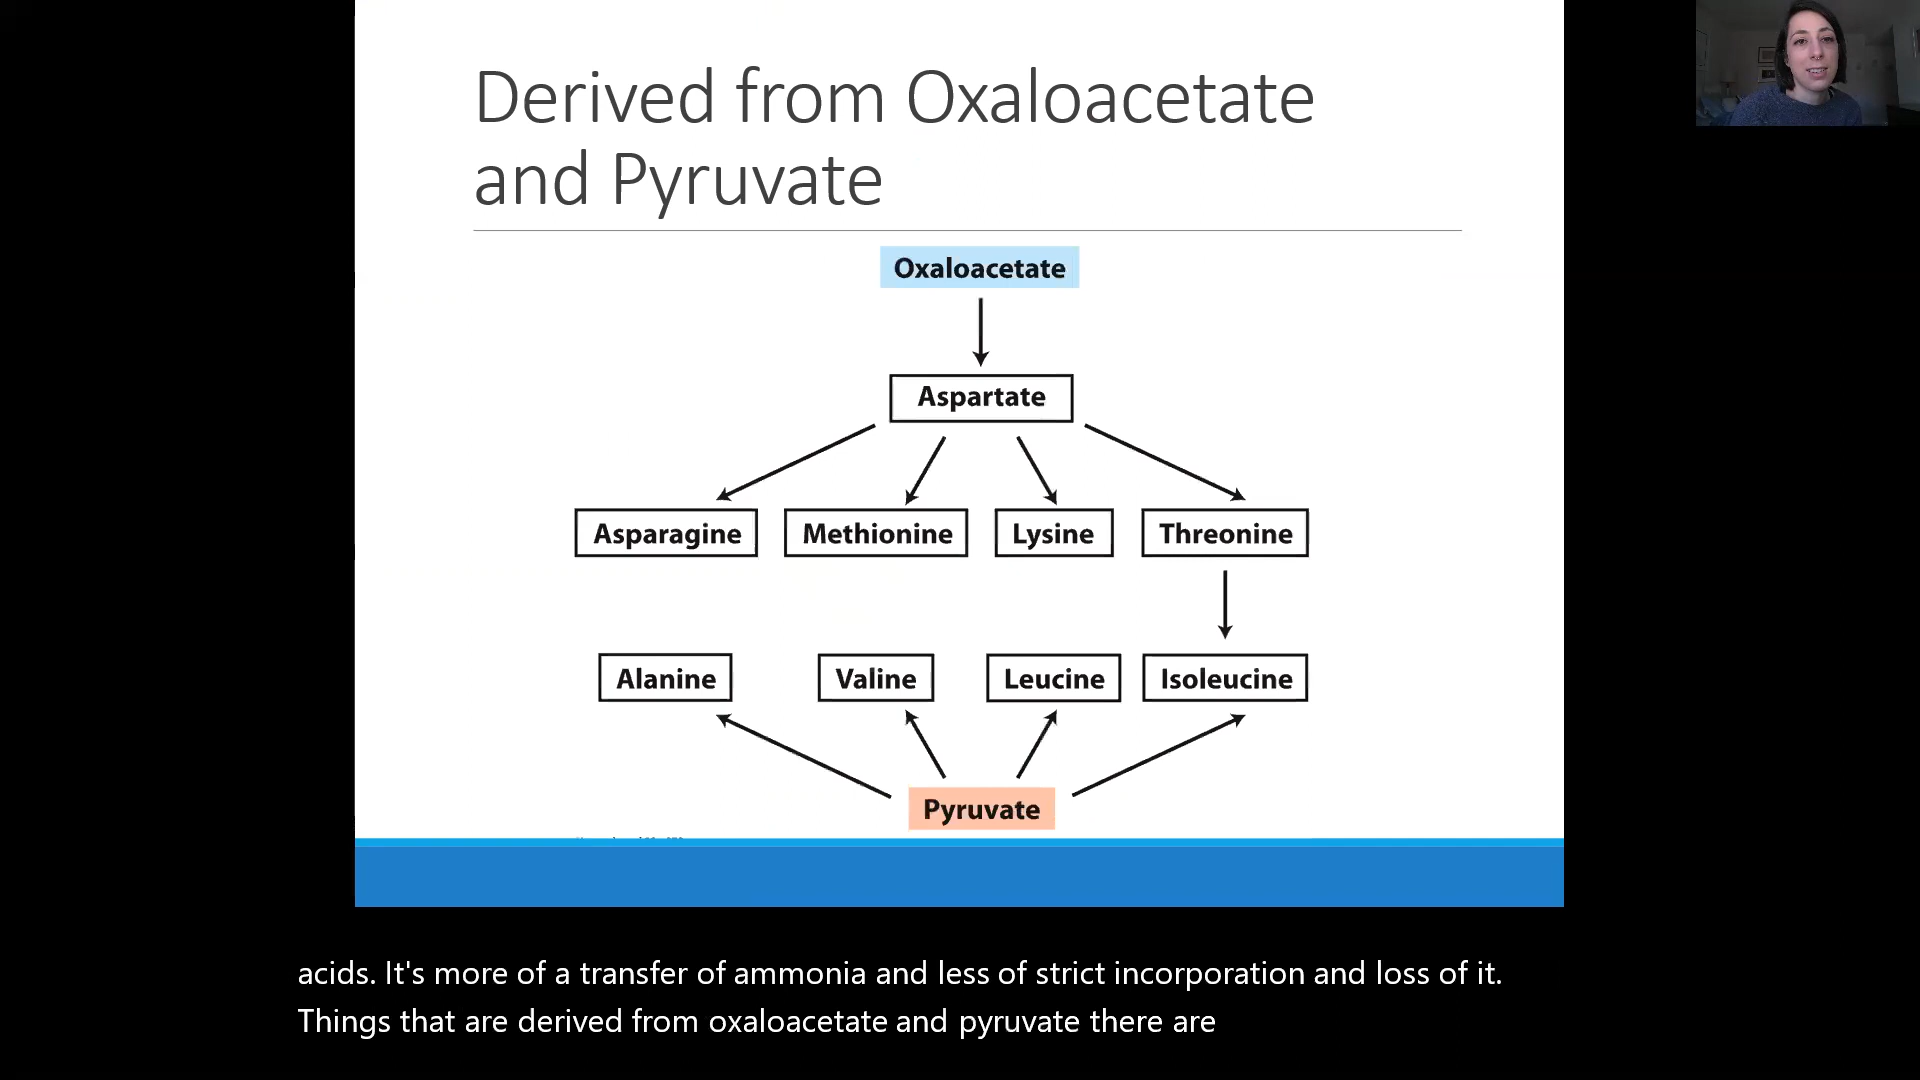 Derived from Oxaloacetate
and Pyruvate
Oxaloacetate
Aspartate
Asparagine
Methionine
Lysine
Threonine
Alanine
Valine
Leucine
Isoleucine
Pyruvate
acids. It's more of a transfer of ammonia and less of strict incorporation and loss of it.
Things that are derived from oxaloacetate and pyruvate there are